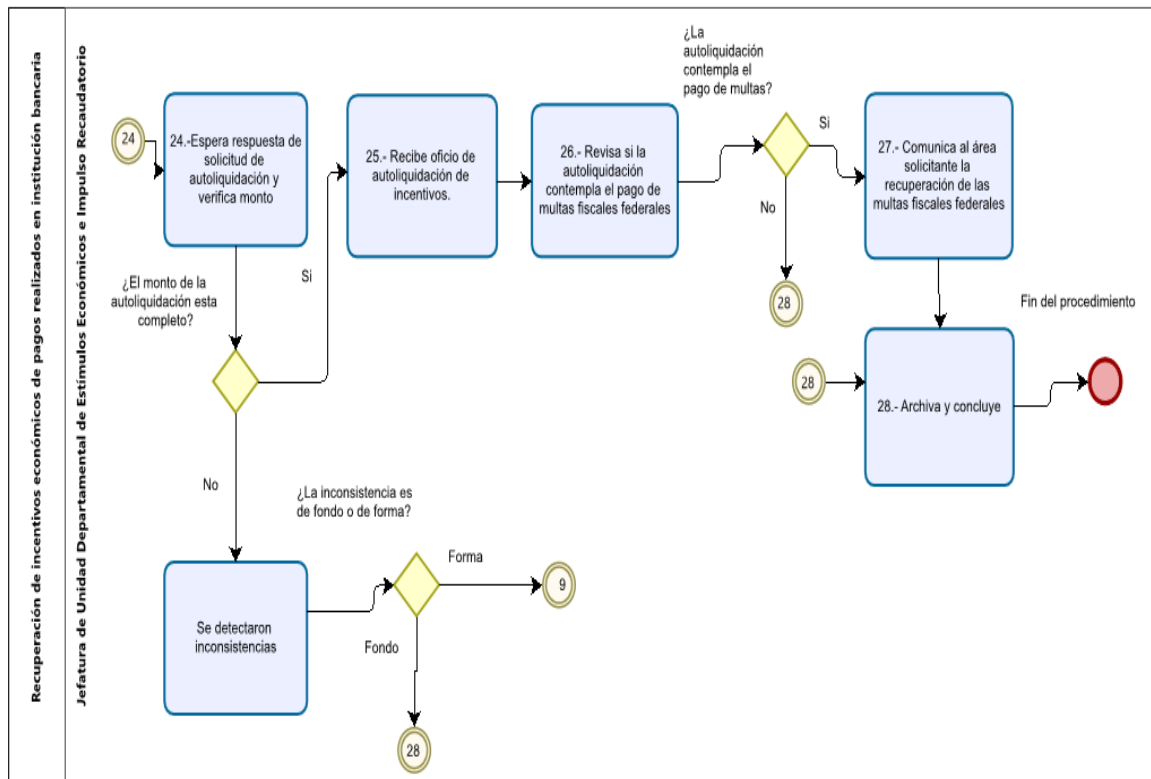 Recuperación de incentivos económicos de pagos realizados en institución bancaria
Jefatura de Unidad Departamental de Estímulos Económicos e Impulso Recaudatorio
24
24.-Espera respuesta de
solicitud de
autoliquidación y
verifica monto
¿El monto de la
autoliquidación esta
completo?
Si
25.- Recibe oficio de
autoliquidación de
incentivos.
26.- Revisa si la
autoliquidación
contempla el pago de
multas fiscales federales
¿La
autoliquidación
contempla el
pago de multas?
Si
No
28
27.- Comunica al área
solicitante la
recuperación de las
multas fiscales federales
Fin del procedimiento
28
28.- Archiva y concluye
No
Se detectaron
inconsistencias
¿La inconsistencia es
de fondo o de forma?
Forma
9
Fondo
28